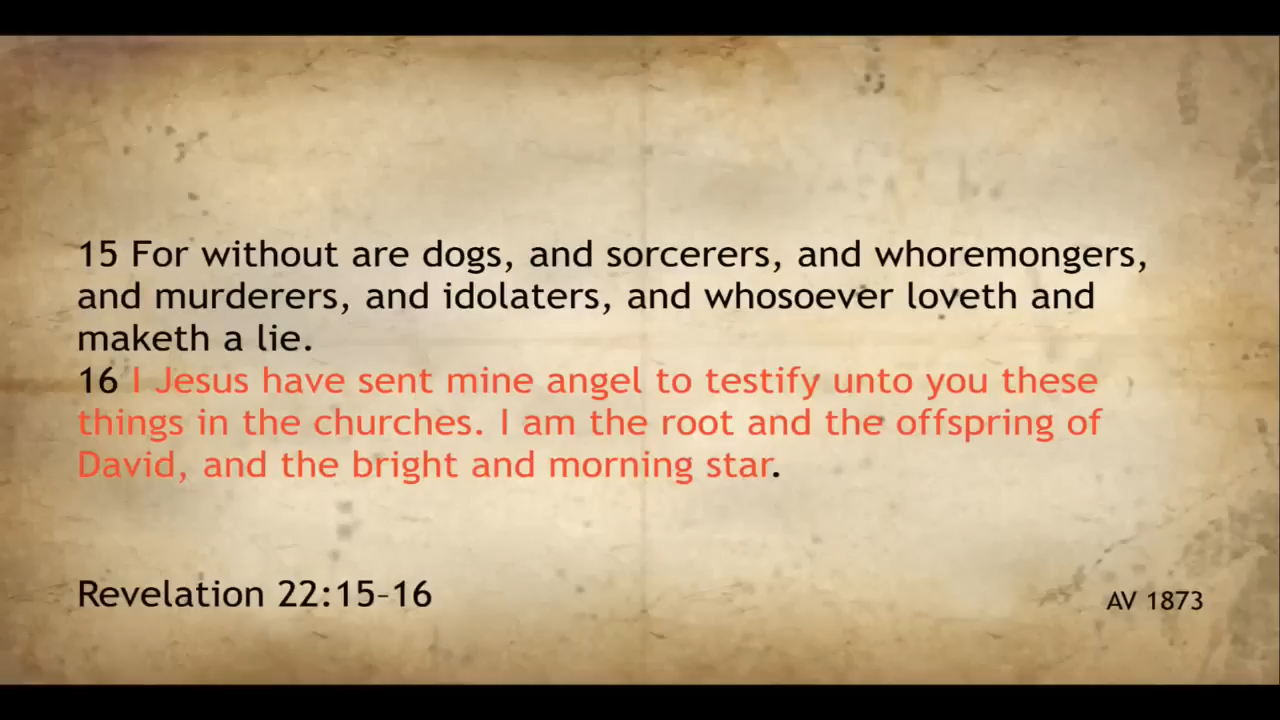 15 For without are dogs, and sorcerers, and whoremongers,
and murderers, and idolaters, and whosoever loveth and
maketh a lie.
16 I Jesus have sent mine angel to testify unto you these
things in the churches. I am the root and the offspring of
David, and the bright and morning star.
Revelation 22:15–16
AV 1873